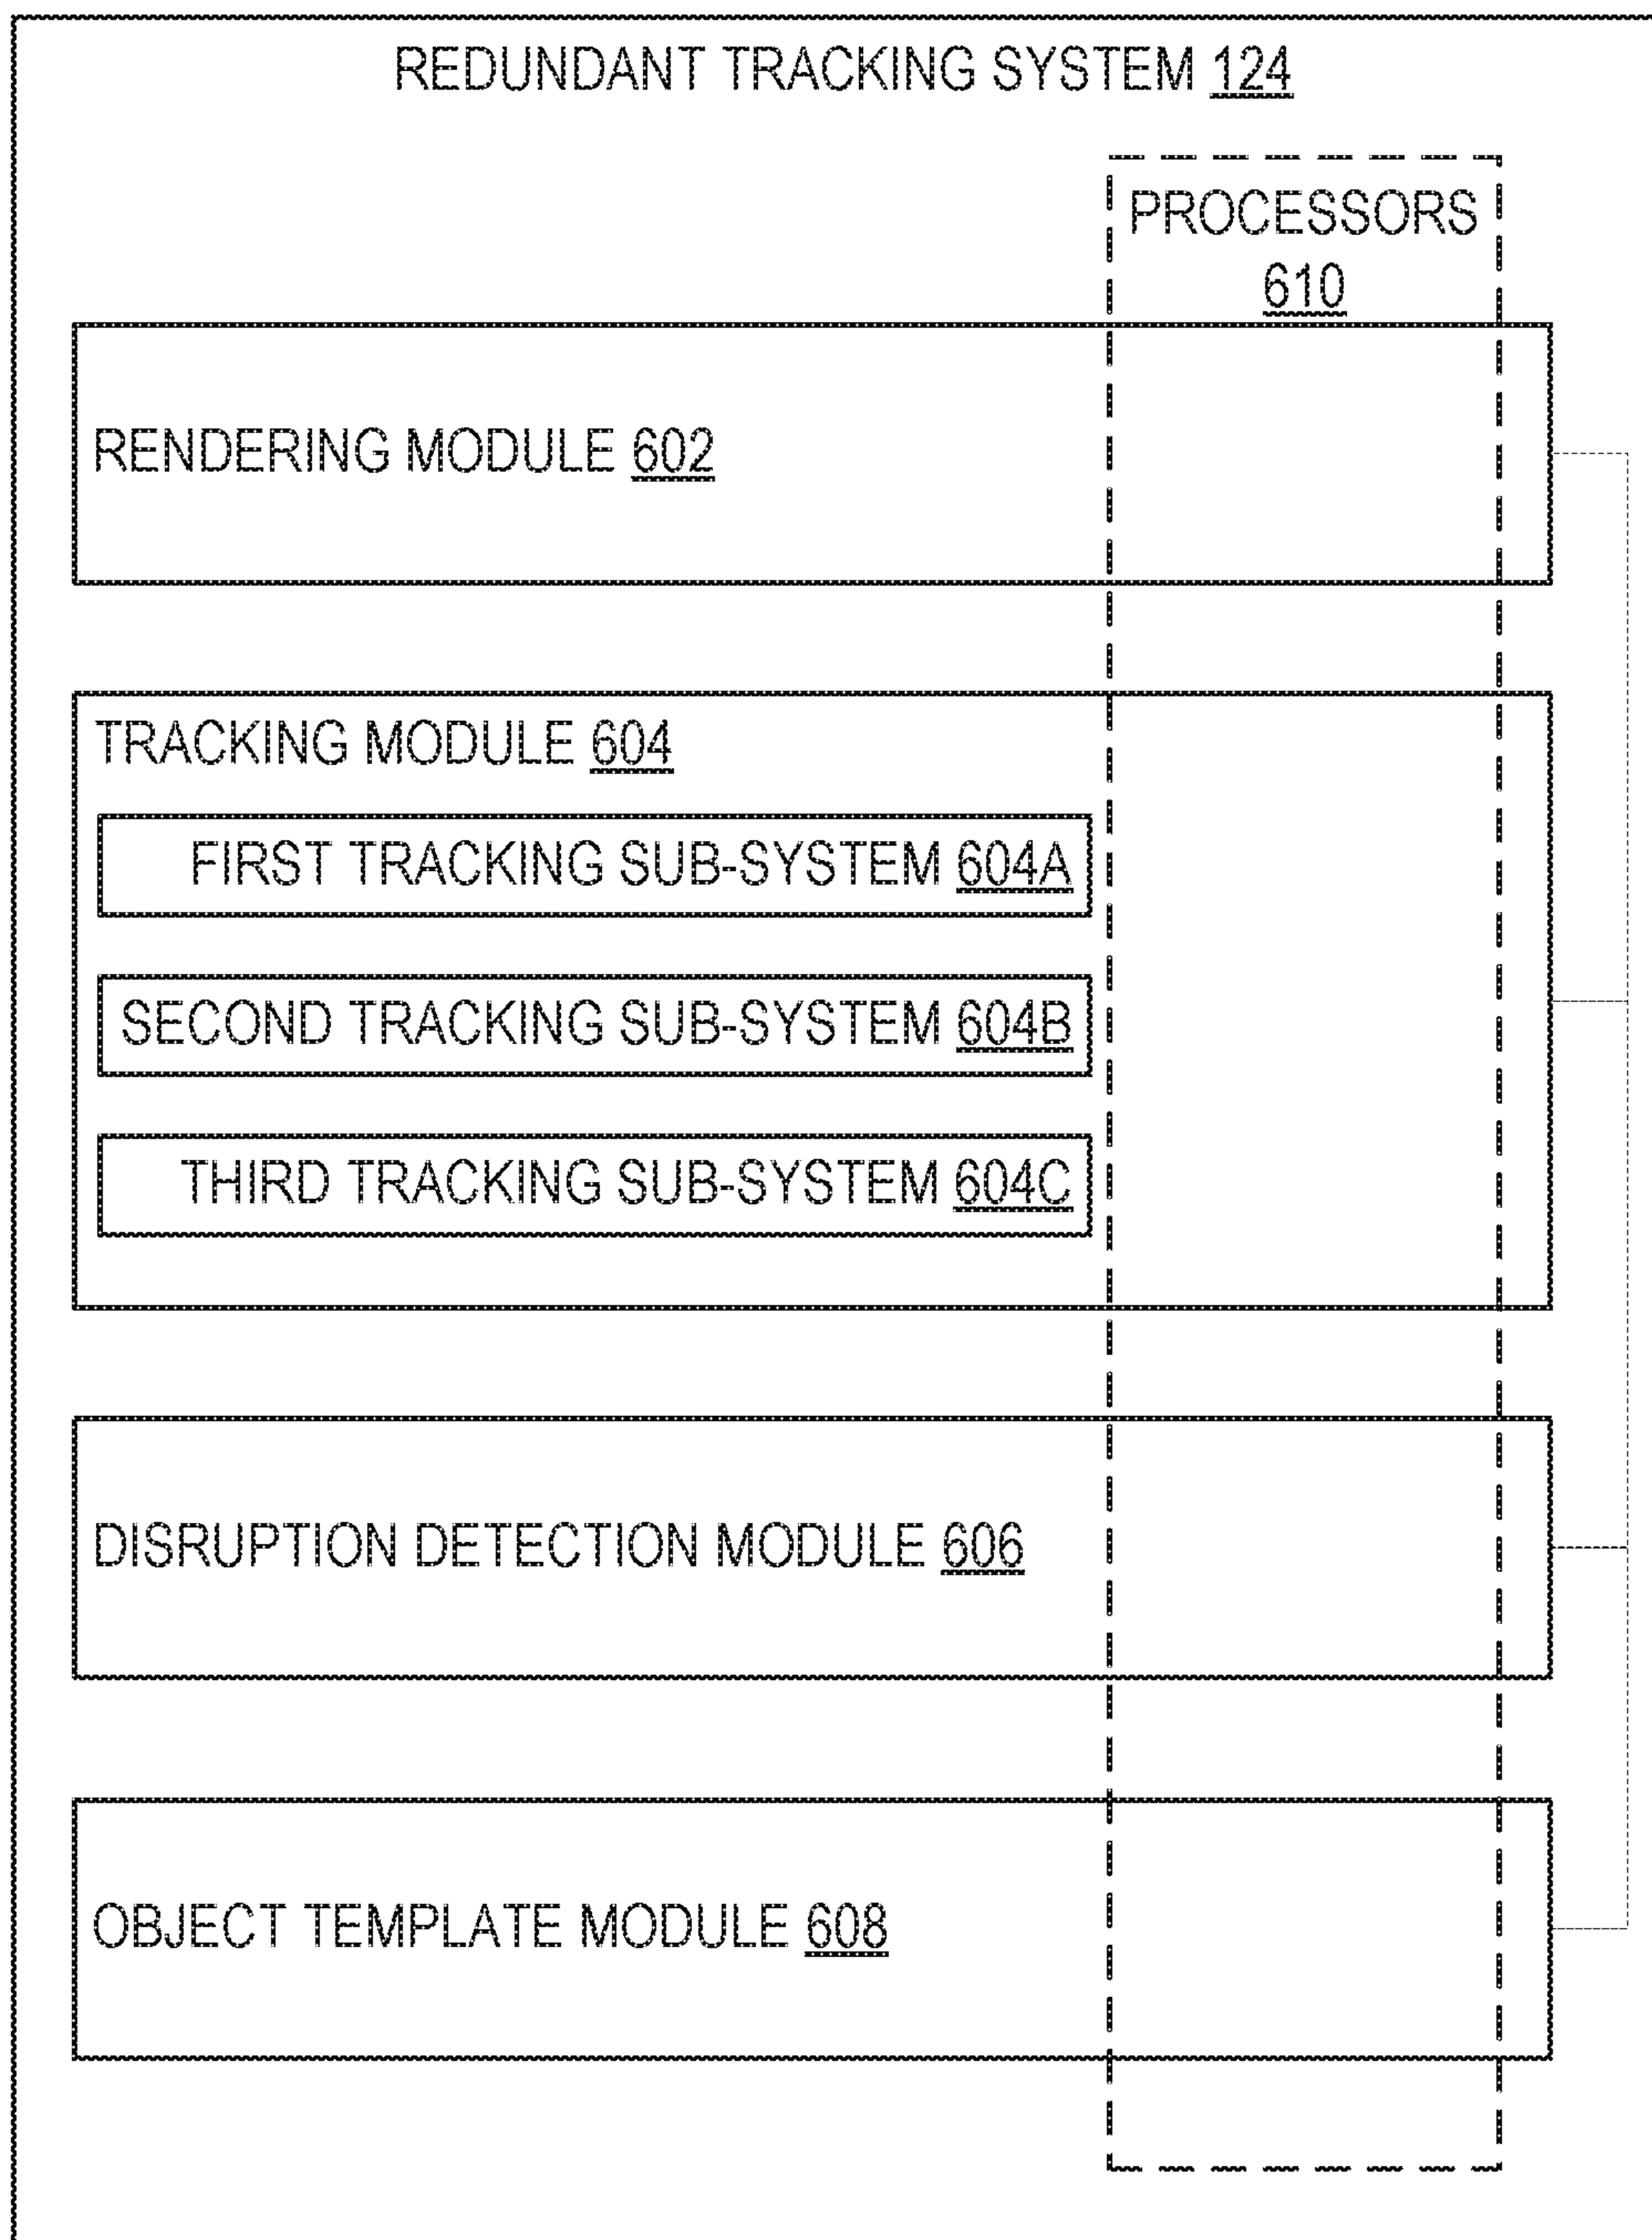 REDUNDANT TRACKING SYSTEM 124
PROCESSORS
610
RENDERING MODULE 602
TRACKING MODULE 604
FIRST TRACKING SUB-SYSTEM 604A
SECOND TRACKING SUB-SYSTEM 604B
THIRD TRACKING SUB-SYSTEM 604C
DISRUPTION DETECTION MODULE 606
OBJECT TEMPLATE MODULE 608